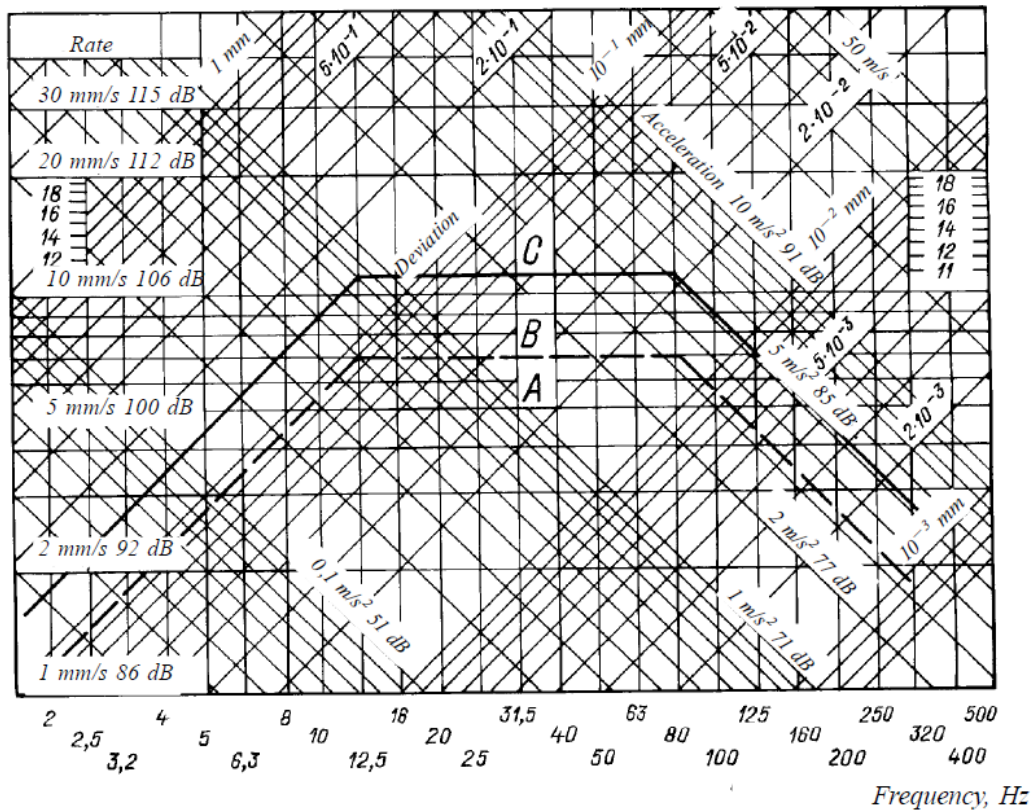 Rate
1 mm
5·10⁻¹
2·10⁻¹
10⁻¹ mm
5·10⁻²
50 m/s
30 mm/s 115 dB
2·10⁻²
Acceleration 10 m/s² 91 dB
20 mm/s 112 dB
18
16
14
12
18
16
14
12
11
10⁻² mm
Deviation
C
10 mm/s 106 dB
B
5·10⁻³
A
5 m/s² 85 dB
5 mm/s 100 dB
2·10⁻³
10⁻³ mm
2 mm/s 92 dB
2 m/s² 77 dB
0,1 m/s² 51 dB
1 m/s² 71 dB
1 mm/s 86 dB
2 4 8 16 31,5 63 125 250 500
2,5 5 10 20 40 80 160 320
3,2 6,3 12,5 25 50 100 200 400
Frequency, Hz